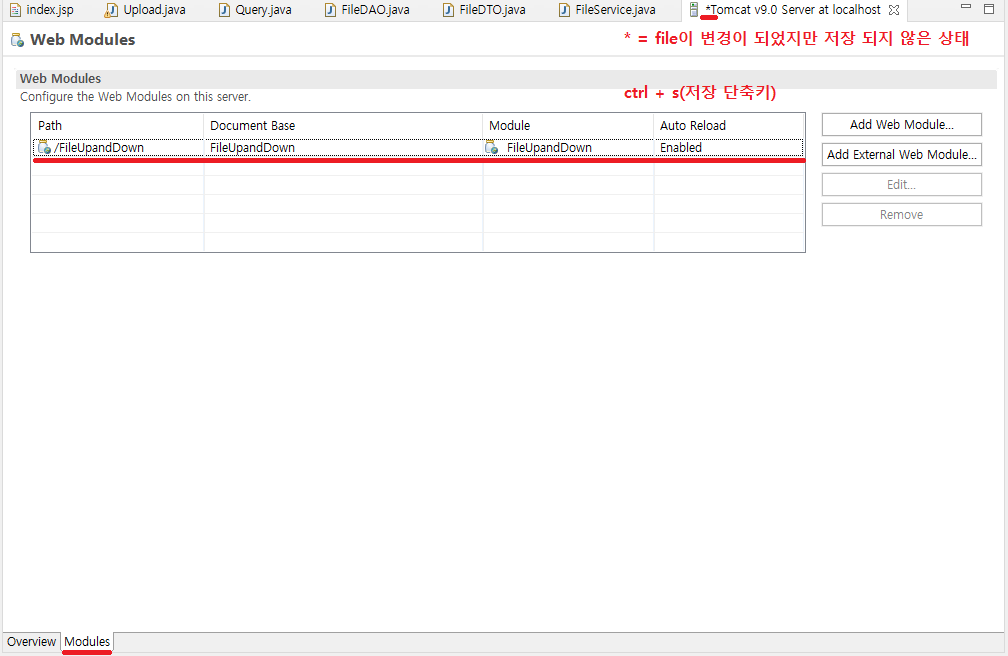 index.jsp Upload.java Query.java FileDAO.java FileDTO.java FileService.java *Tomcat v9.0 Server at localhost
Web Modules
* = file이 변경이 되었지만 저장 되지 않은 상태
Web Modules
Configure the Web Modules on this server.
ctrl + s(저장 단축키)
Path Document Base Module Auto Reload
/FileUpandDown FileUpandDown FileUpandDown Enabled
Add Web Module...
Add External Web Module...
Edit...
Remove
Overview Modules